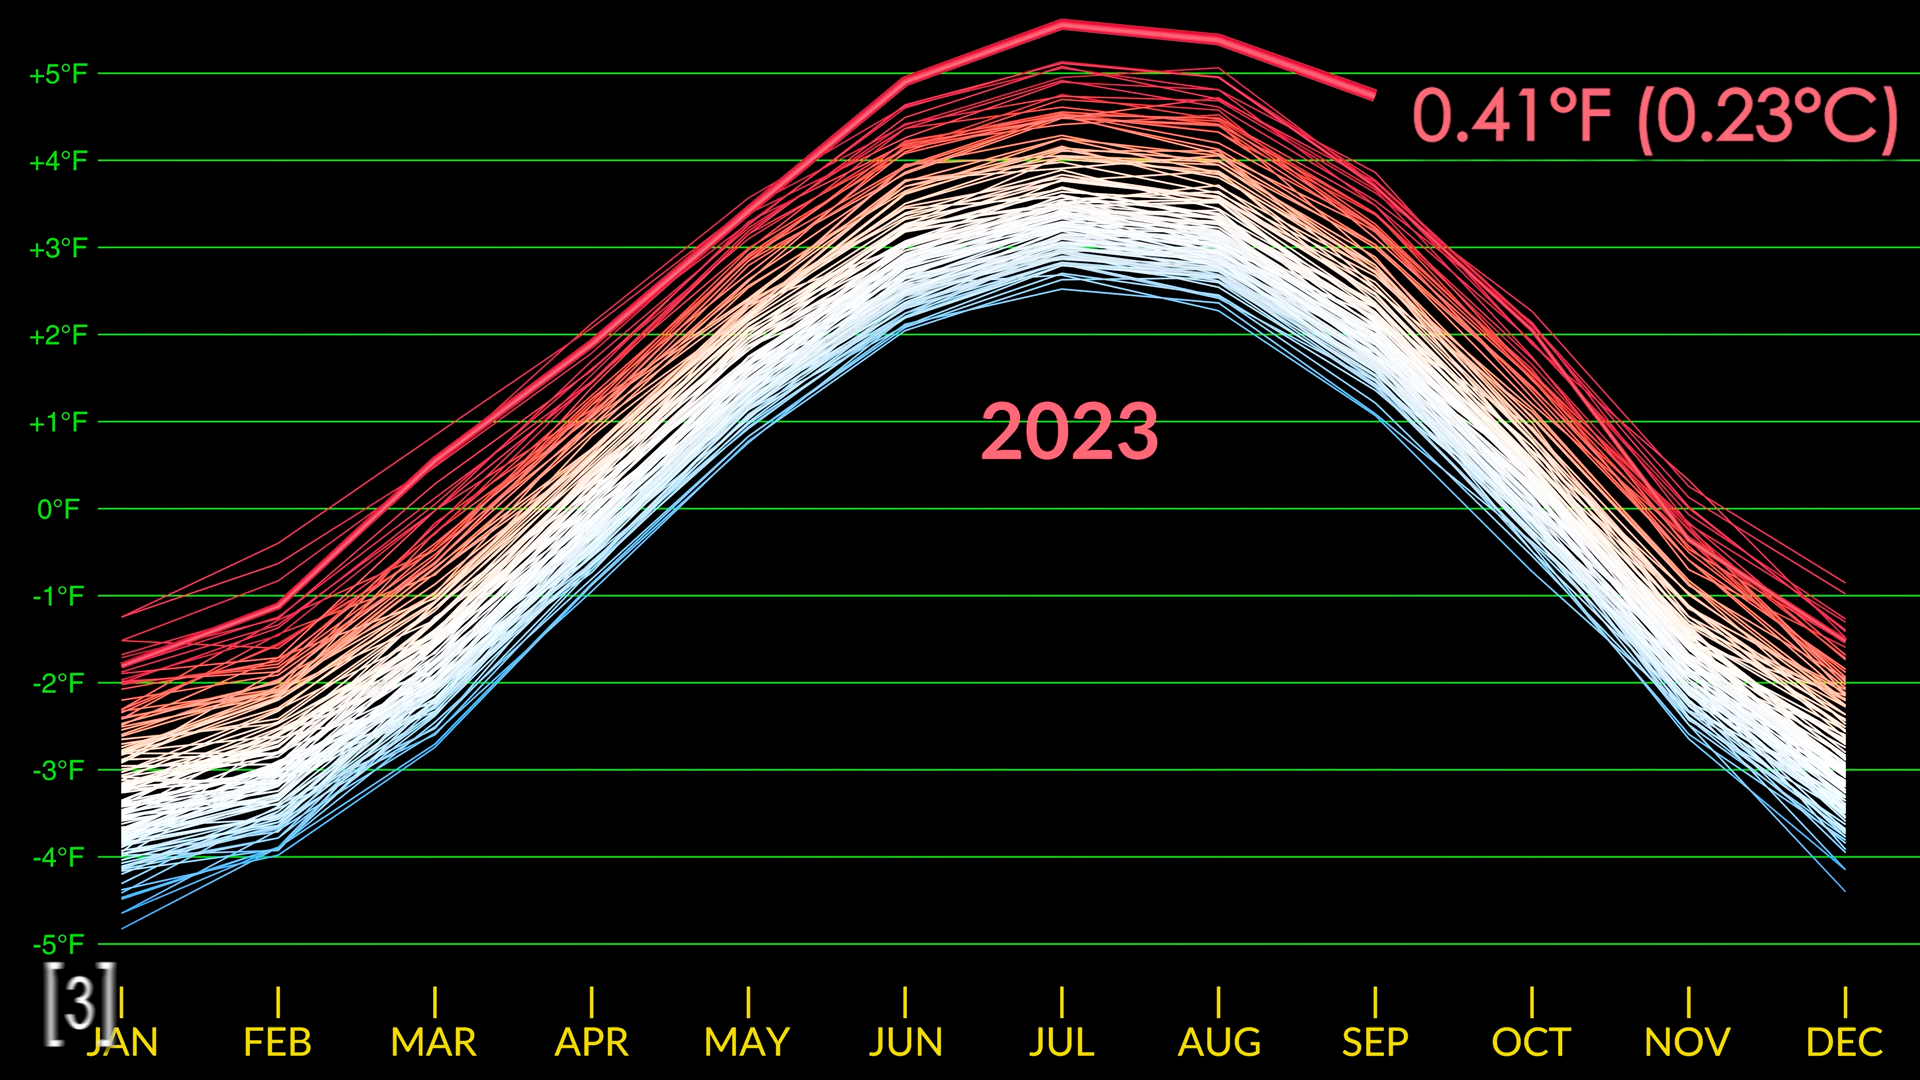 +5°F
0.41°F (0.23°C)
+4°F
+3°F
+2°F
+1°F
2023
0°F
-1°F
-2°F
-3°F
-4°F
-5°F
[3]
JAN FEB MAR APR MAY JUN JUL AUG SEP OCT NOV DEC